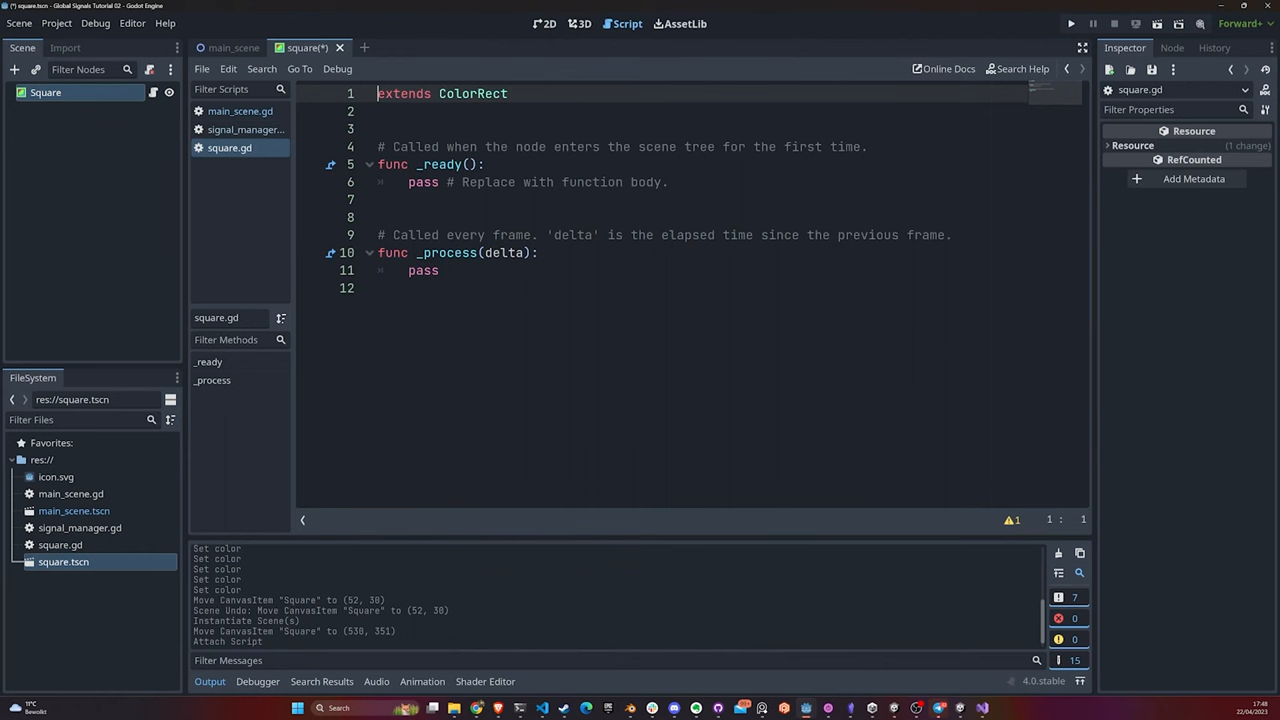 (*) square.tscn - Global Signals Tutorial 02 - Godot Engine
Scene Project Debug Editor Help
2D 3D Script AssetLib
Forward+
Scene Import
main_scene
square(*)
Inspector Node History
Filter Nodes
File Edit Search Go To Debug
Online Docs Search Help
Square
Filter Scripts
main_scene.gd
signal_manager...
square.gd
1 extends ColorRect
2
3
4 # Called when the node enters the scene tree for the first time.
5 func _ready():
6 pass # Replace with function body.
7
8
9 # Called every frame. 'delta' is the elapsed time since the previous frame.
10 func _process(delta):
11 pass
12
square.gd
Filter Properties
Resource
Resource (1 change)
RefCounted
Add Metadata
square.gd
Filter Methods
_ready
_process
1 1 : 1
FileSystem
res://square.tscn
Filter Files
Favorites:
res://
icon.svg
main_scene.gd
main_scene.tscn
signal_manager.gd
square.gd
square.tscn
Set color
Set color
Set color
Set color
Set color
Move CanvasItem "Square" to (52, 30)
Scene Undo: Move CanvasItem "Square" to (52, 30)
Instantiate Scene(s)
Move CanvasItem "Square" to (530, 351)
Attach Script
7
0
0
15
Filter Messages
Output Debugger Search Results Audio Animation Shader Editor
4.0.stable
11°C
Bewolkt
Search
17:48
22/04/2023